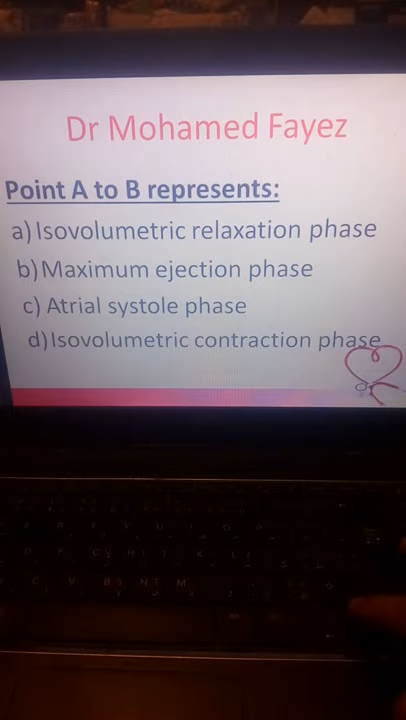 Dr Mohamed Fayez
Point A to B represents:
a) Isovolumetric relaxation phase
b) Maximum ejection phase
c) Atrial systole phase
d) Isovolumetric contraction phase